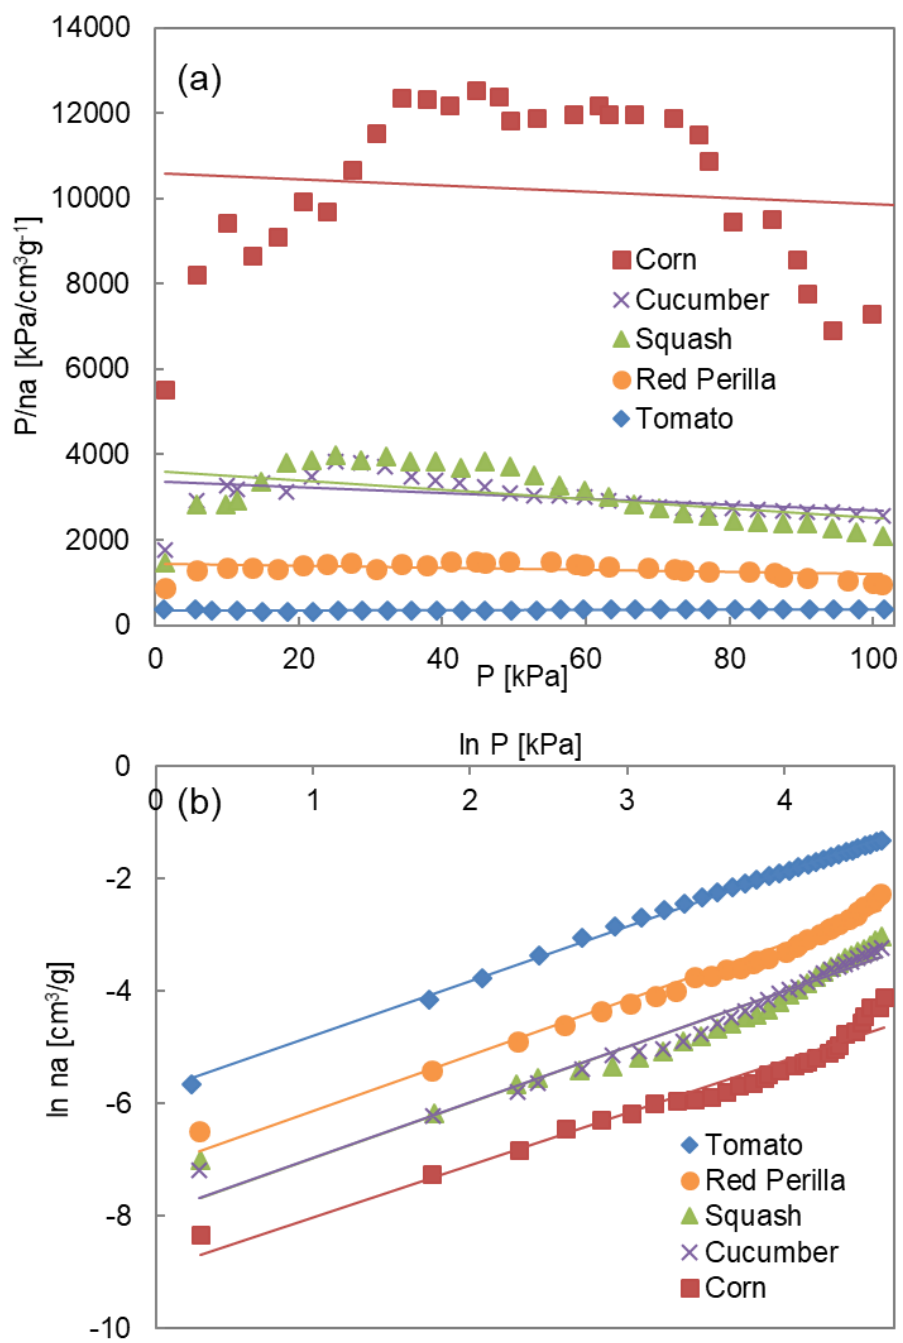 14000
(a)
12000
10000
8000
6000
4000
2000
0
P/na [kPa/cm³g⁻¹]
Corn
Cucumber
Squash
Red Perilla
Tomato
0 20 40 60 80 100
P [kPa]
ln P [kPa]
0
0 1 2 3 4
(b)
-2
-4
-6
-8
-10
ln na [cm³/g]
Tomato
Red Perilla
Squash
Cucumber
Corn